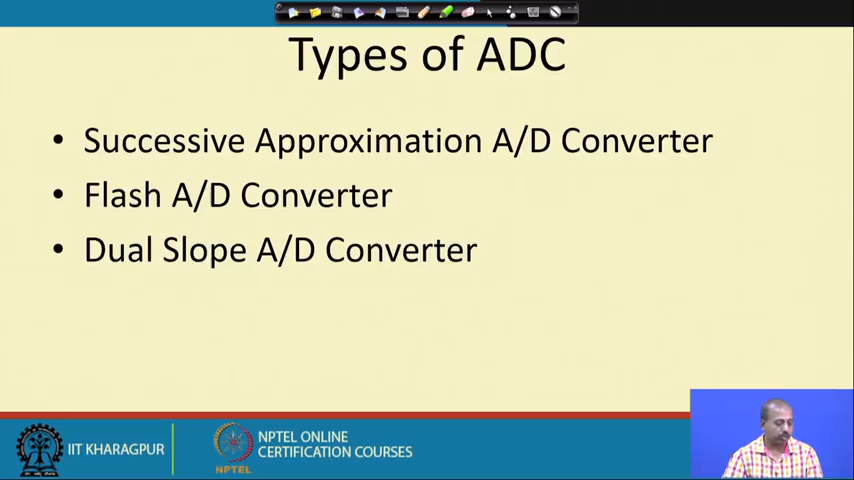 Types of ADC
• Successive Approximation A/D Converter
• Flash A/D Converter
• Dual Slope A/D Converter
IIT KHARAGPUR
NPTEL
NPTEL ONLINE
CERTIFICATION COURSES